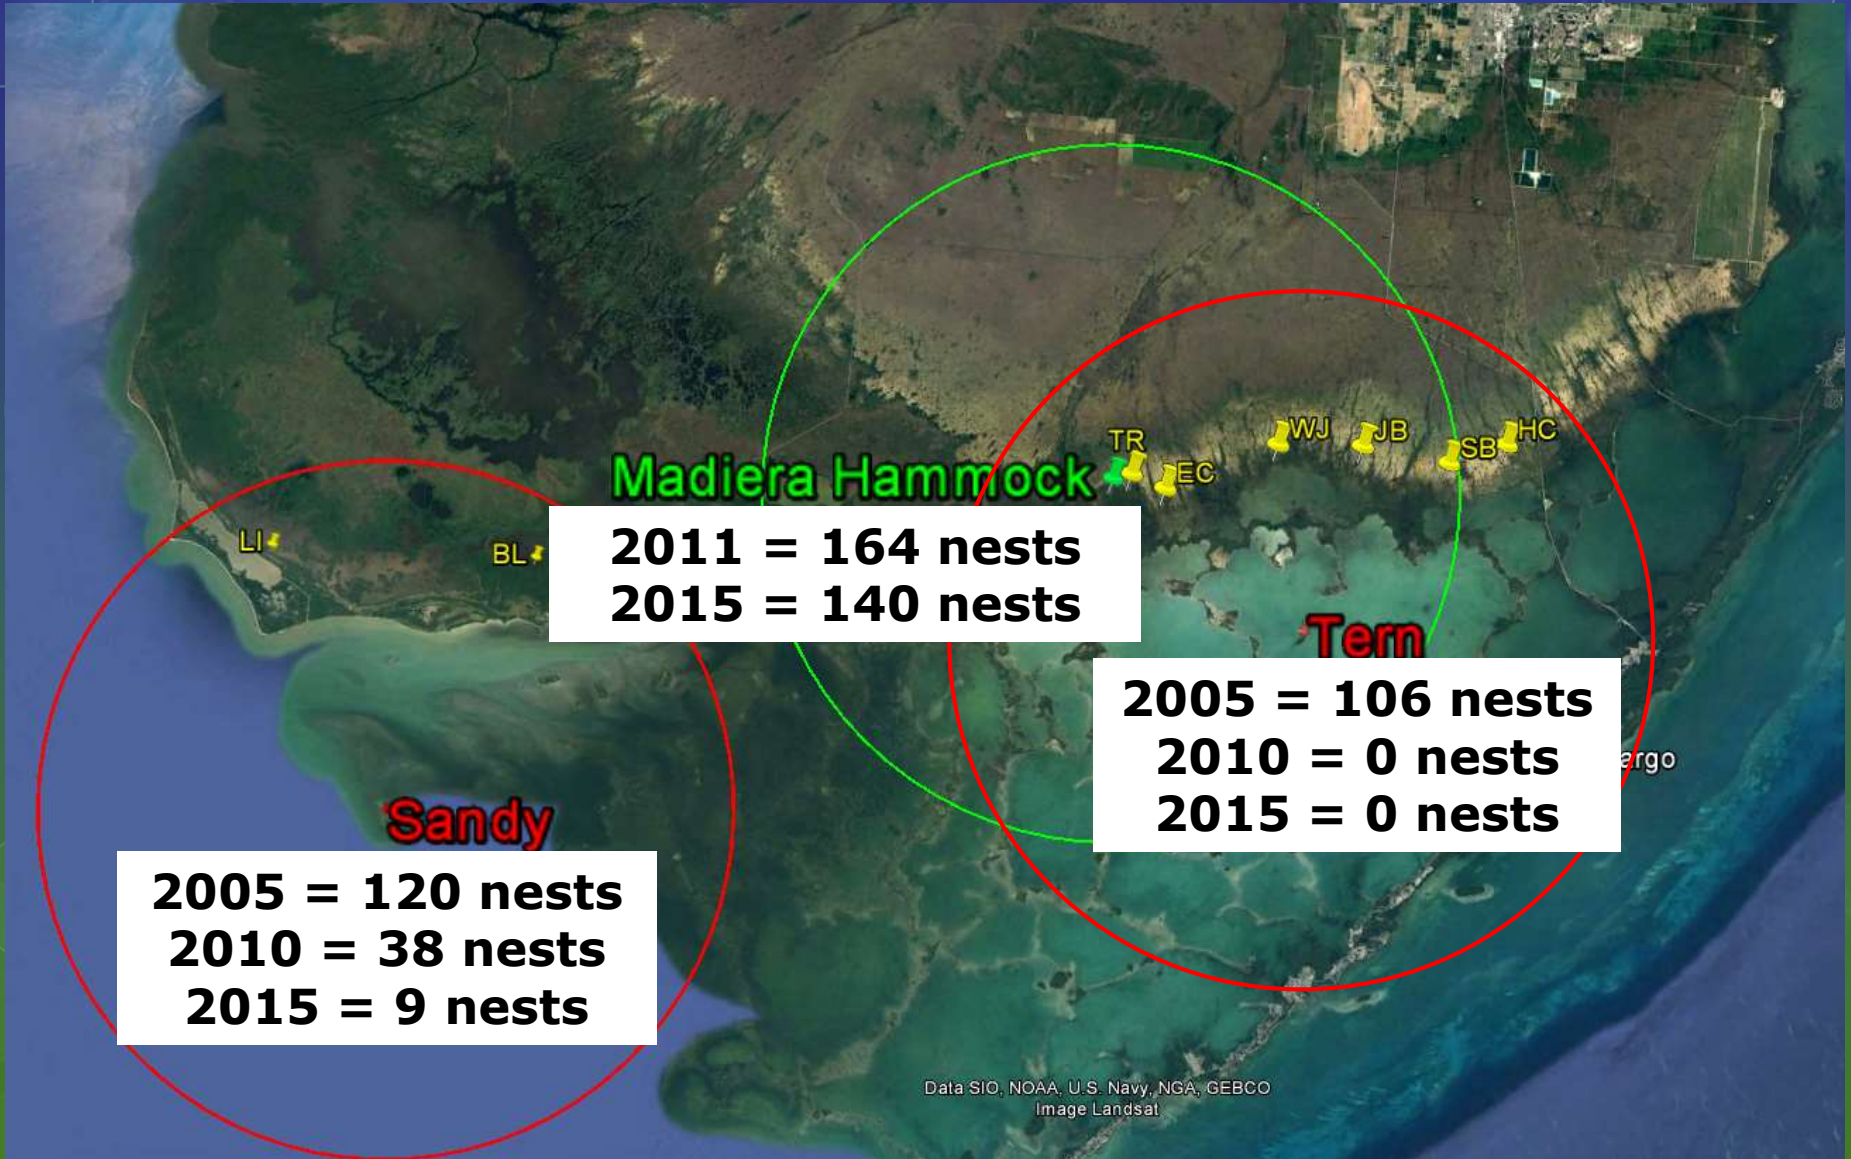 TR
WJ
JB
SB
HC
EC
Madiera Hammock
LI
BL
2011 = 164 nests
2015 = 140 nests
Tern
2005 = 106 nests
2010 = 0 nests
2015 = 0 nests
argo
Sandy
2005 = 120 nests
2010 = 38 nests
2015 = 9 nests
Data SIO, NOAA, U.S. Navy, NGA, GEBCO
Image Landsat